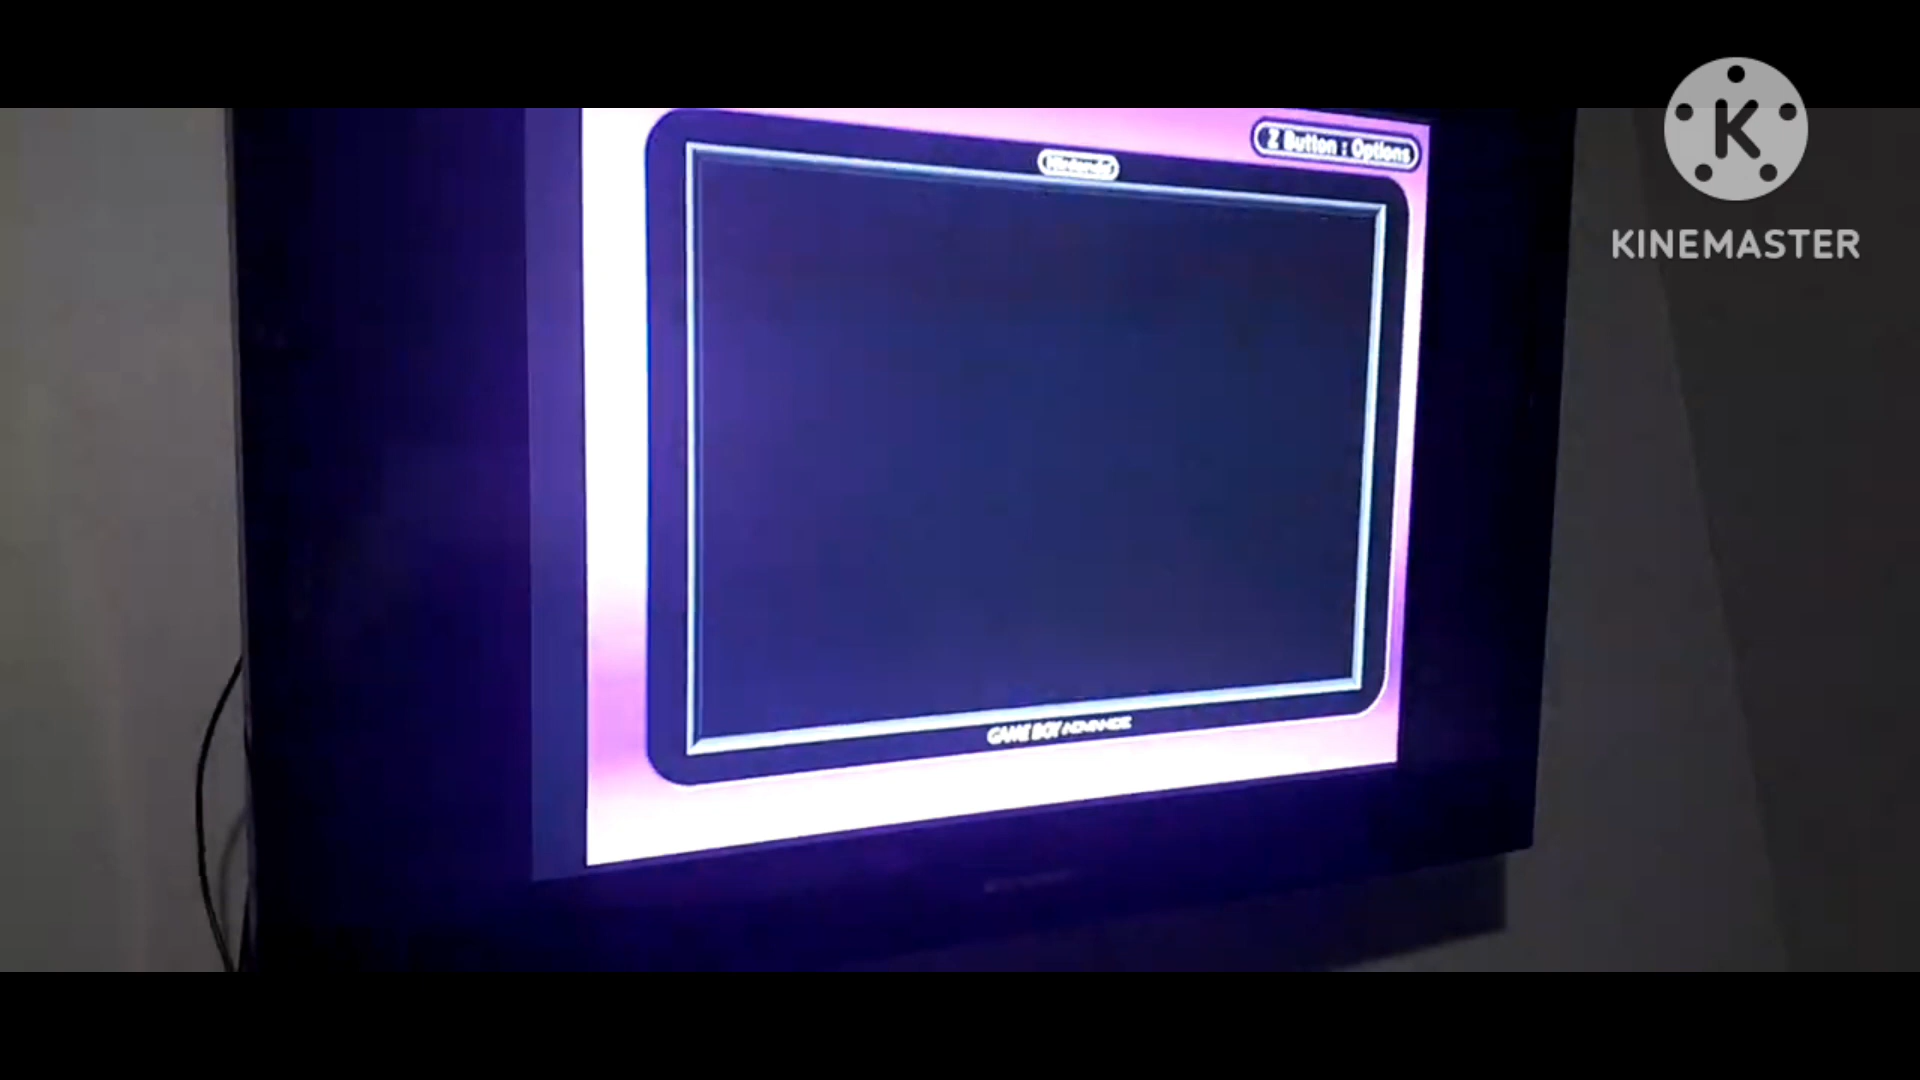 Z Button : Options
Nintendo
GAME BOY ADVANCE
K
KINEMASTER